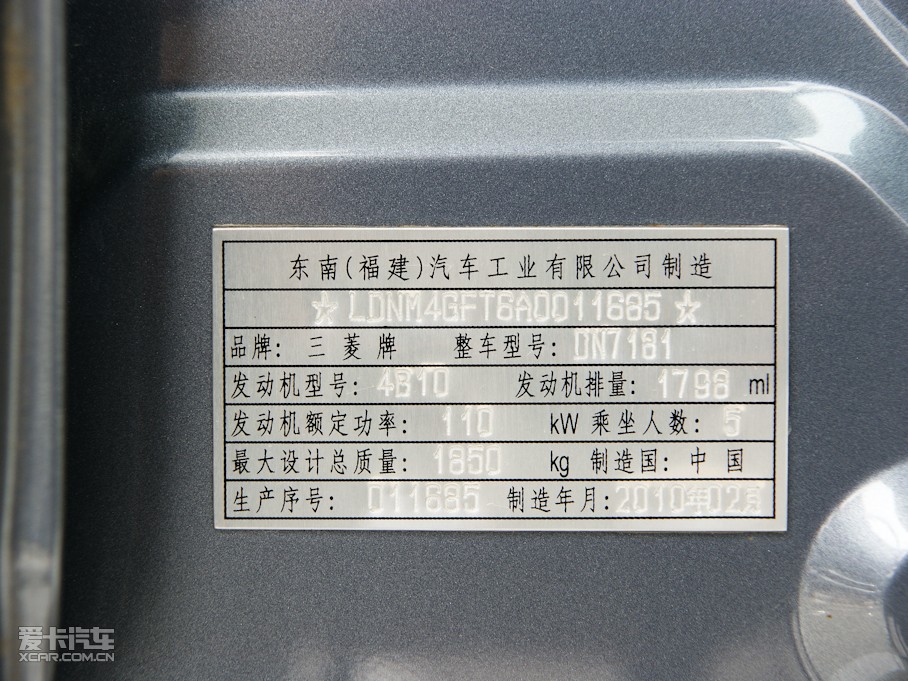 东南(福建)汽车工业有限公司制造
☆LDNM4GFT6A0011685☆
品牌: 三菱牌 整车型号: DN7181
发动机型号: 4B10 发动机排量: 1798 ml
发动机额定功率: 110 kW 乘坐人数: 5
最大设计总质量: 1850 kg 制造国: 中国
生产序号: 011685 制造年月: 2010年02月
爱卡汽车
XCAR.COM.CN